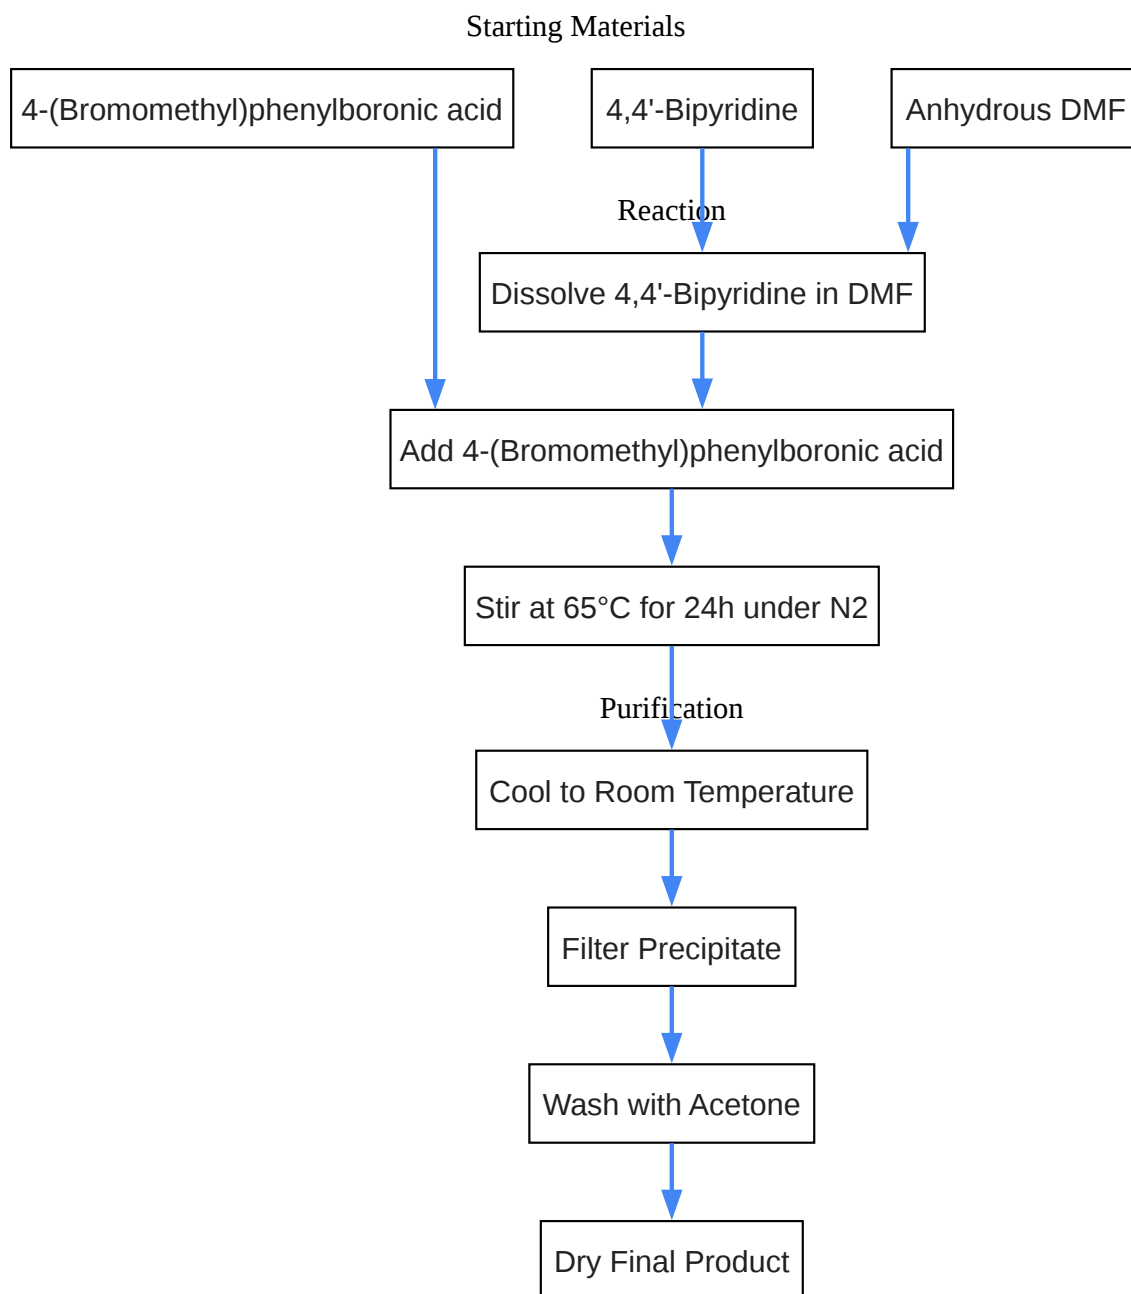 Starting Materials
4-(Bromomethyl)phenylboronic acid
4,4'-Bipyridine
Anhydrous DMF
Reaction
Dissolve 4,4'-Bipyridine in DMF
Add 4-(Bromomethyl)phenylboronic acid
Stir at 65°C for 24h under N2
Purification
Cool to Room Temperature
Filter Precipitate
Wash with Acetone
Dry Final Product